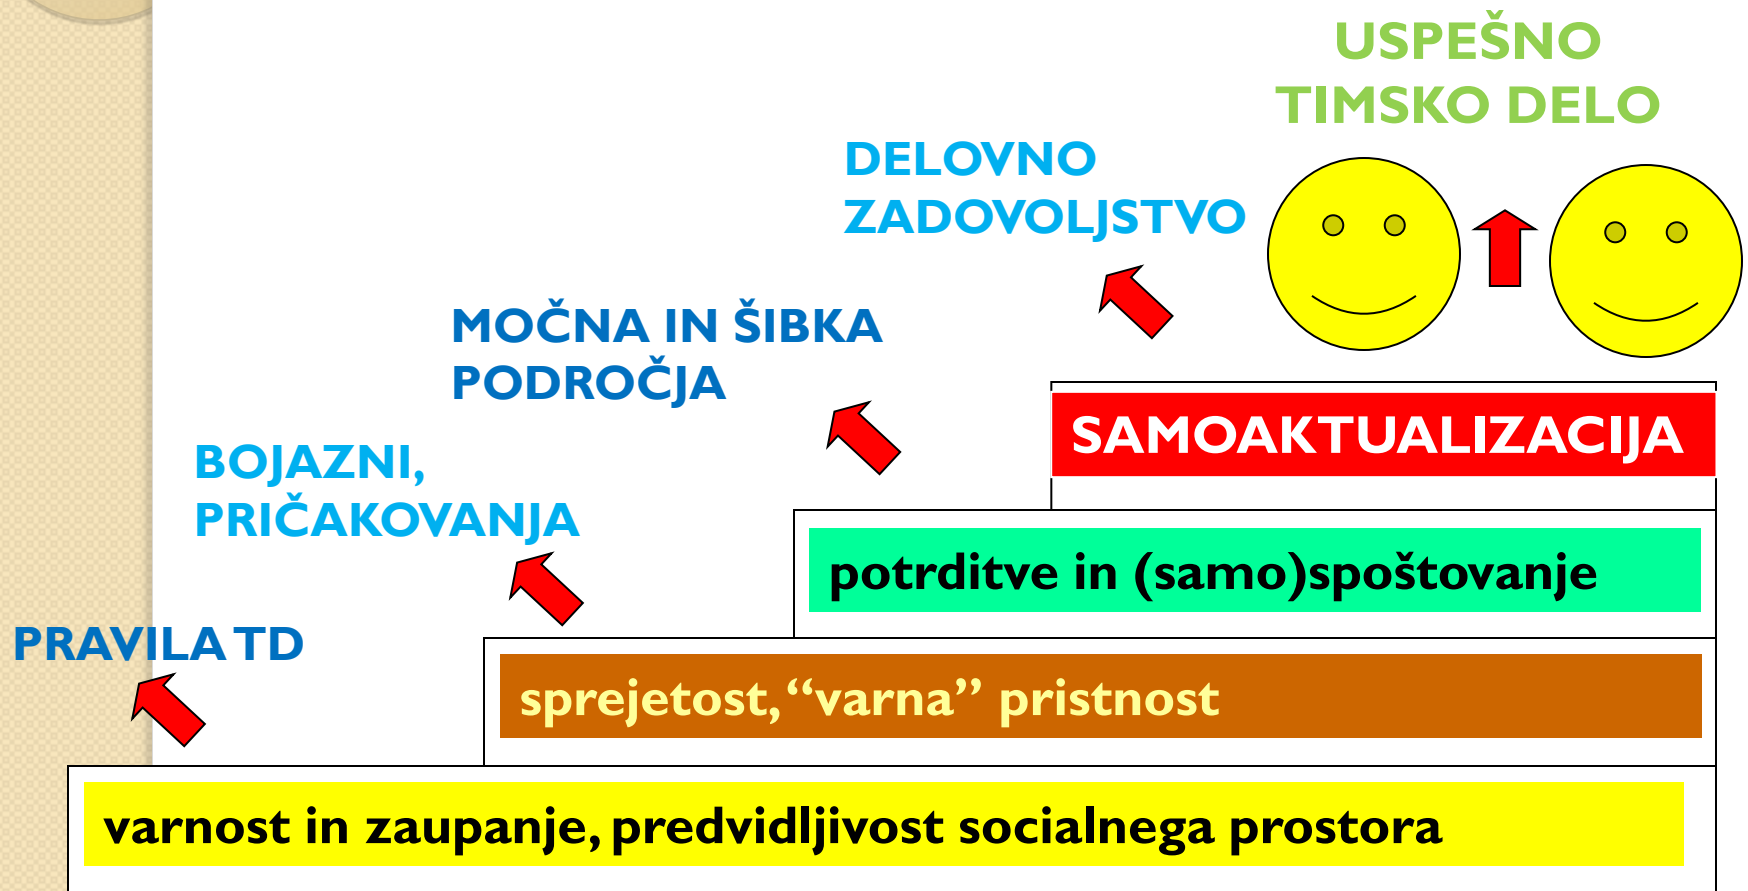 USPEŠNO
TIMSKO DELO
DELOVNO
ZADOVOLJSTVO
MOČNA IN ŠIBKA
PODROČJA
SAMOAKTUALIZACIJA
BOJAZNI,
PRIČAKOVANJA
potrditve in (samo)spoštovanje
PRAVILA TD
sprejetost, “varna” pristnost
varnost in zaupanje, predvidljivost socialnega prostora